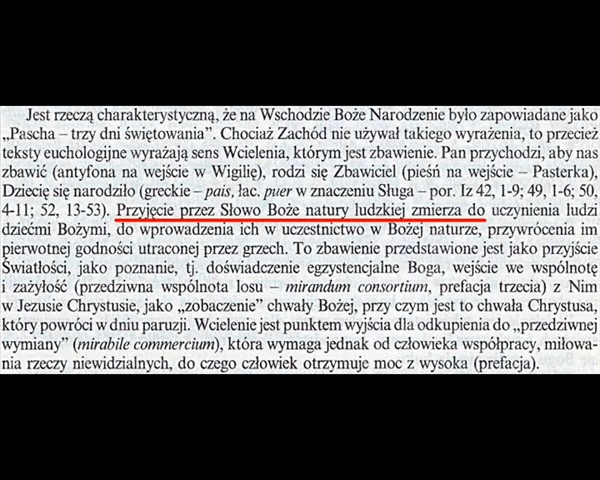 Jest rzeczą charakterystyczną, że na Wschodzie Boże Narodzenie było zapowiadane jako
„Pascha – trzy dni świętowania”. Chociaż Zachód nie używał takiego wyrażenia, to przecież
teksty euchologijne wyrażają sens Wcielenia, którym jest zbawienie. Pan przychodzi, aby nas
zbawić (antyfona na wejście w Wigilię), rodzi się Zbawiciel (pieśń na wejście – Pasterka),
Dziecię się narodziło (greckie – pais, łac. puer w znaczeniu Sługa – por. Iz 42, 1-9; 49, 1-6; 50,
4-11; 52, 13-53). Przyjęcie przez Słowo Boże natury ludzkiej zmierza do uczynienia ludzi
dziećmi Bożymi, do wprowadzenia ich w uczestnictwo w Bożej naturze, przywrócenia im
pierwotnej godności utraconej przez grzech. To zbawienie przedstawione jest jako przyjście
Światłości, jako poznanie, tj. doświadczenie egzystencjalne Boga, wejście we wspólnotę
i zażyłość (przedziwna wspólnota losu – mirandum consortium, prefacja trzecia) z Nim
w Jezusie Chrystusie, jako „zobaczenie” chwały Bożej, przy czym jest to chwała Chrystusa,
który powróci w dniu paruzji. Wcielenie jest punktem wyjścia dla odkupienia do „przedziwnej
wymiany” (mirabile commercium), która wymaga jednak od człowieka współpracy, miłowa-
nia rzeczy niewidzialnych, do czego człowiek otrzymuje moc z wysoka (prefacja).